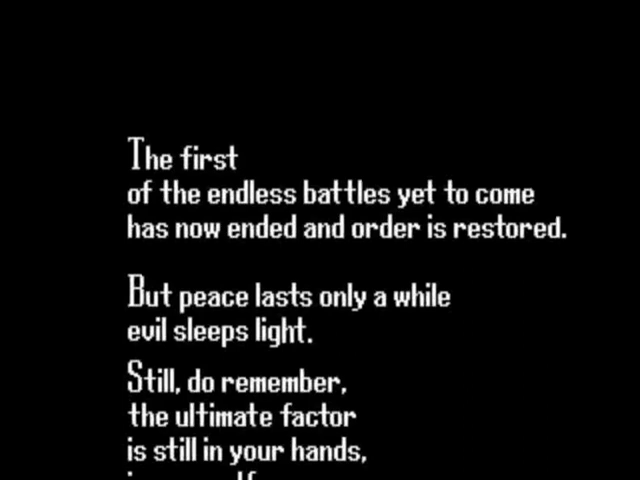 The first
of the endless battles yet to come
has now ended and order is restored.
But peace lasts only a while
evil sleeps light.
Still, do remember,
the ultimate factor
is still in your hands,